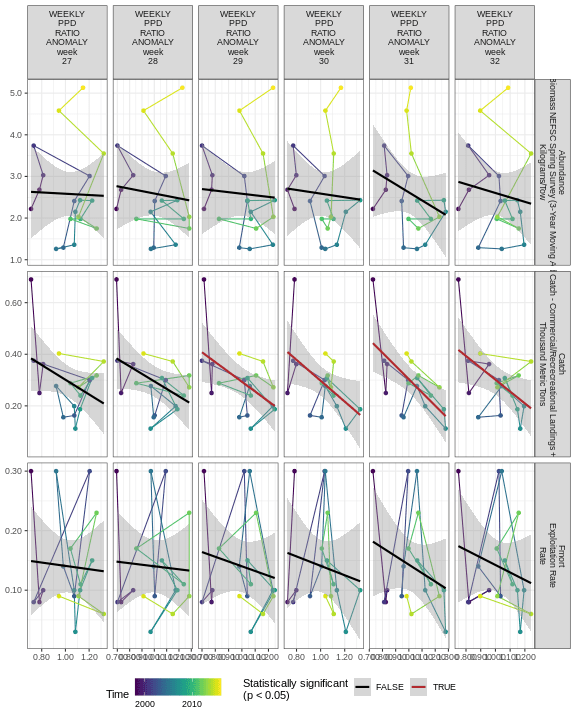 WEEKLY
PPD
RATIO
ANOMALY
week
27
WEEKLY
PPD
RATIO
ANOMALY
week
28
WEEKLY
PPD
RATIO
ANOMALY
week
29
WEEKLY
PPD
RATIO
ANOMALY
week
30
WEEKLY
PPD
RATIO
ANOMALY
week
31
WEEKLY
PPD
RATIO
ANOMALY
week
32
5.0
4.0
3.0
2.0
1.0
Abundance
Biomass NEFSC Spring Survey (3-Year Moving A
Kilograms/Tow
0.60
0.40
0.20
Catch
Catch - Commercial/Recreational Landings +
Thousand Metric Tons
0.30
0.20
0.10
Fmort
Exploitation Rate
Rate
0.80 1.00 1.20
Time
2000 2010
Statistically significant
(p < 0.05)
FALSE
TRUE